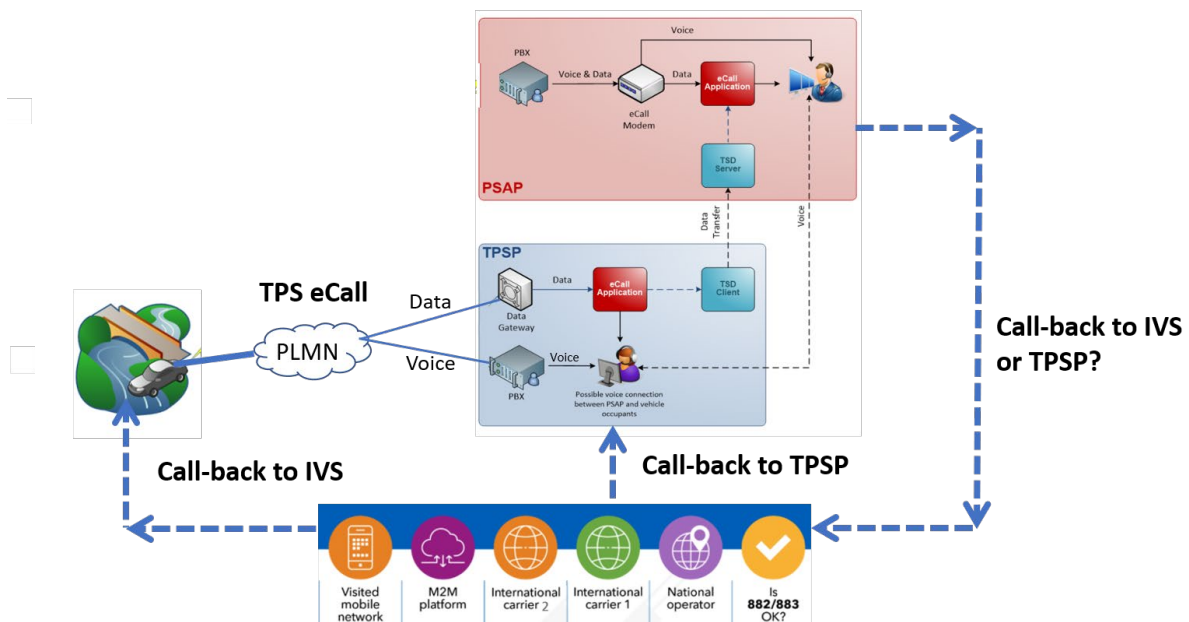 Voice
PBX
Voice & Data
Data
eCall
Application
eCall
Modem
TSD
Server
PSAP
Data
Transfer
Voice
TPSP
TPS eCall
Data
Data
eCall
Application
TSD
Client
Data
Gateway
PLMN
Voice
Voice
PBX
Possible voice connection
between PSAP and vehicle
occupants
Call-back to IVS
or TPSP?
Call-back to IVS
Call-back to TPSP
Visited
mobile
network
M2M
platform
International
carrier 2
International
carrier 1
National
operator
Is
882/883
OK?